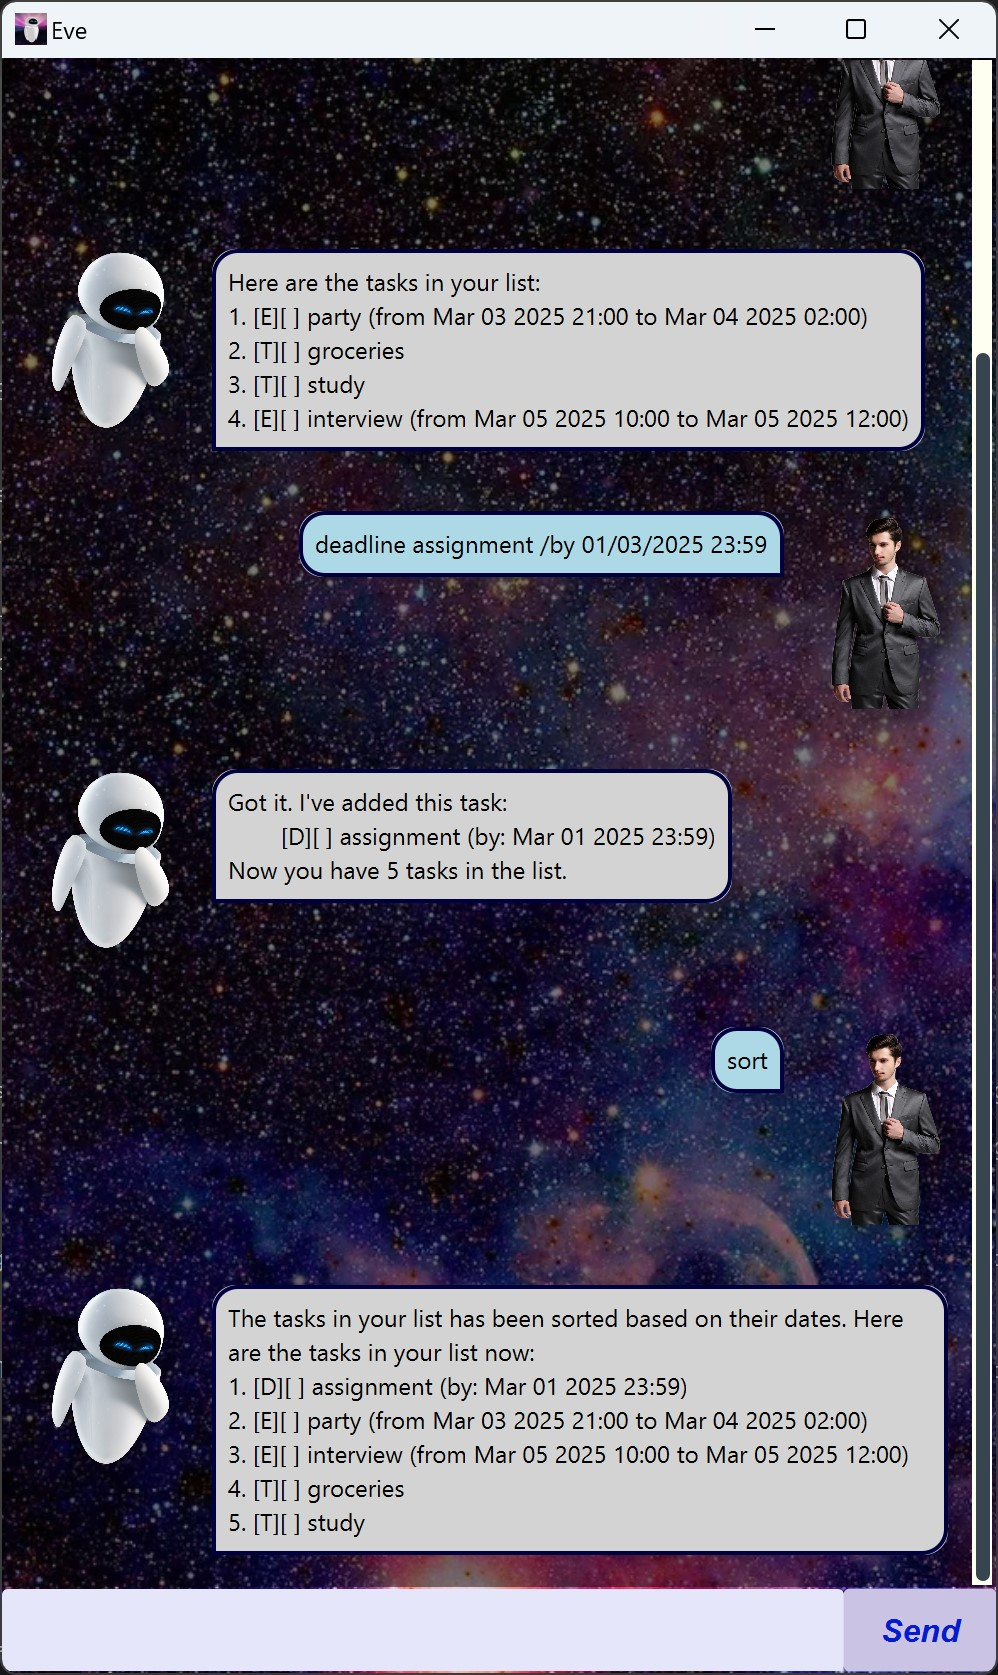 Eve
Here are the tasks in your list:
1. [E][ ] party (from Mar 03 2025 21:00 to Mar 04 2025 02:00)
2. [T][ ] groceries
3. [T][ ] study
4. [E][ ] interview (from Mar 05 2025 10:00 to Mar 05 2025 12:00)
deadline assignment /by 01/03/2025 23:59
Got it. I've added this task:
[D][ ] assignment (by: Mar 01 2025 23:59)
Now you have 5 tasks in the list.
sort
The tasks in your list has been sorted based on their dates. Here
are the tasks in your list now:
1. [D][ ] assignment (by: Mar 01 2025 23:59)
2. [E][ ] party (from Mar 03 2025 21:00 to Mar 04 2025 02:00)
3. [E][ ] interview (from Mar 05 2025 10:00 to Mar 05 2025 12:00)
4. [T][ ] groceries
5. [T][ ] study
Send